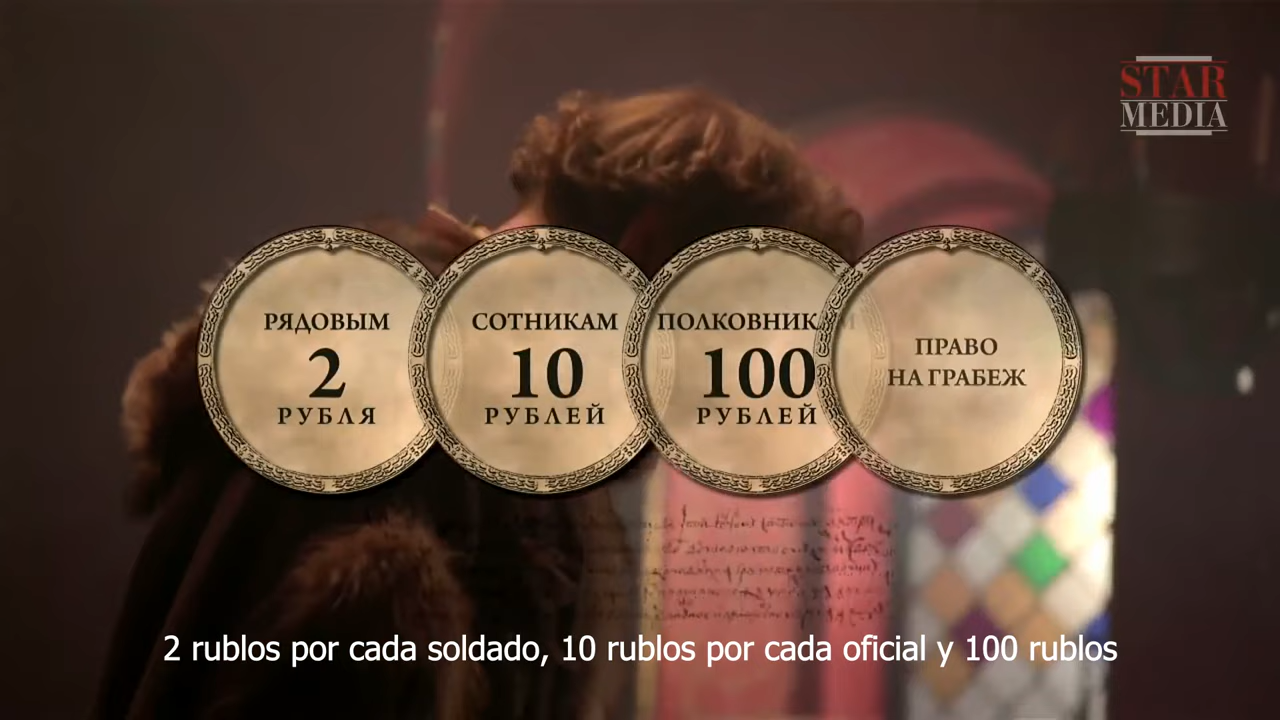 STAR
MEDIA
РЯДОВЫМ
2
РУБЛЯ
СОТНИКАМ
10
РУБЛЕЙ
ПОЛКОВНИКАМ
100
РУБЛЕЙ
ПРАВО
НА ГРАБЕЖ
2 rublos por cada soldado, 10 rublos por cada oficial y 100 rublos